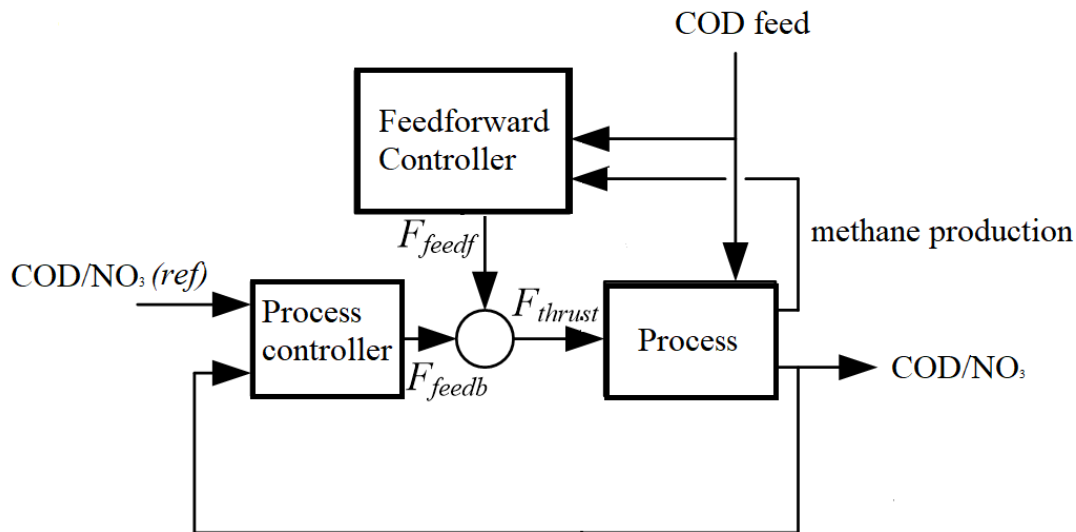 COD feed
Feedforward
Controller
F_feedf
methane production
COD/NO₃ (ref)
Process
controller
F_thrust
Process
F_feedb
COD/NO₃